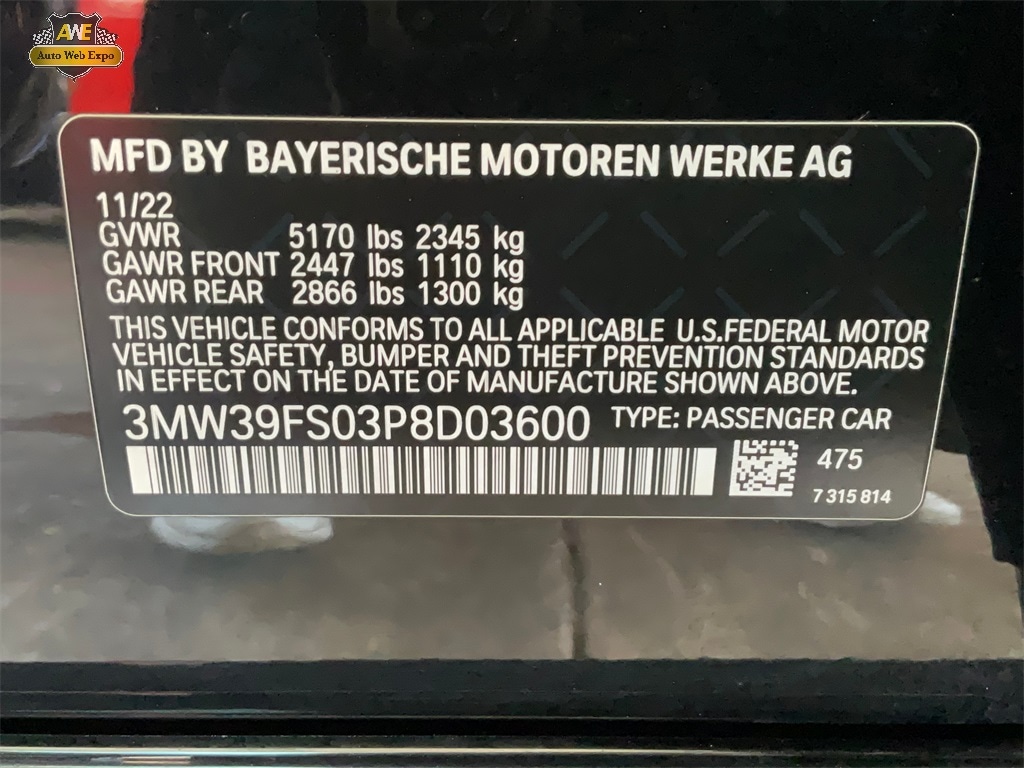 AWE
Auto Web Expo
MFD BY BAYERISCHE MOTOREN WERKE AG
11/22
GVWR 5170 lbs 2345 kg
GAWR FRONT 2447 lbs 1110 kg
GAWR REAR 2866 lbs 1300 kg
THIS VEHICLE CONFORMS TO ALL APPLICABLE U.S.FEDERAL MOTOR
VEHICLE SAFETY, BUMPER AND THEFT PREVENTION STANDARDS
IN EFFECT ON THE DATE OF MANUFACTURE SHOWN ABOVE.
3MW39FS03P8D03600 TYPE: PASSENGER CAR
475
7 315 814